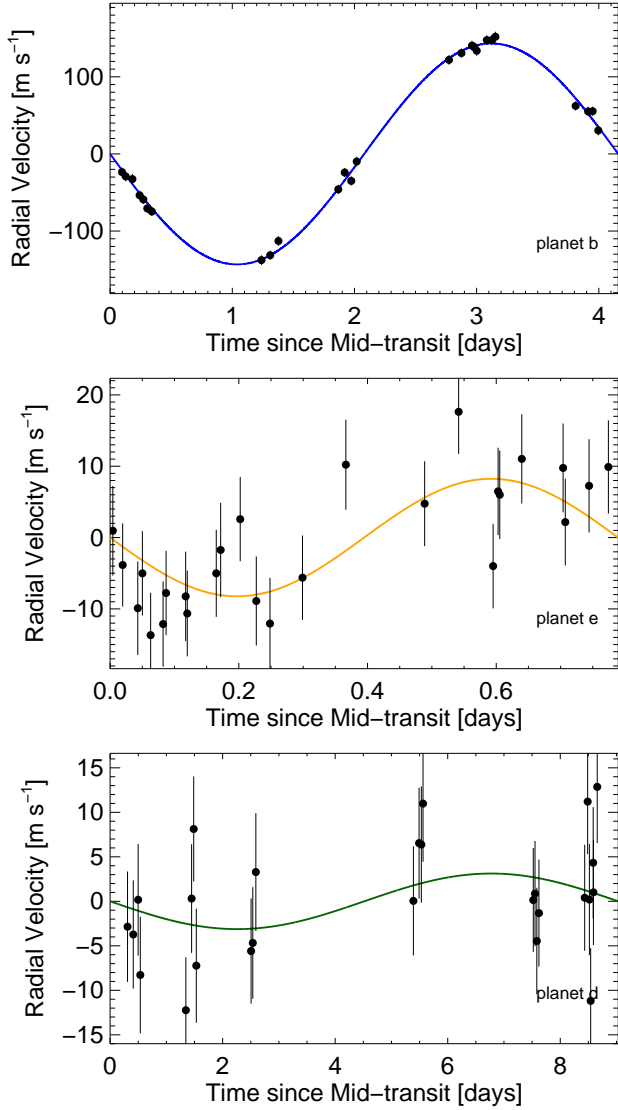 100
0
−100
Radial Velocity [m s⁻¹]
planet b
0 1 2 3 4
Time since Mid−transit [days]
20
10
0
−10
Radial Velocity [m s⁻¹]
planet e
0.0 0.2 0.4 0.6
Time since Mid−transit [days]
15
10
5
0
−5
−10
−15
Radial Velocity [m s⁻¹]
planet d
0 2 4 6 8
Time since Mid−transit [days]